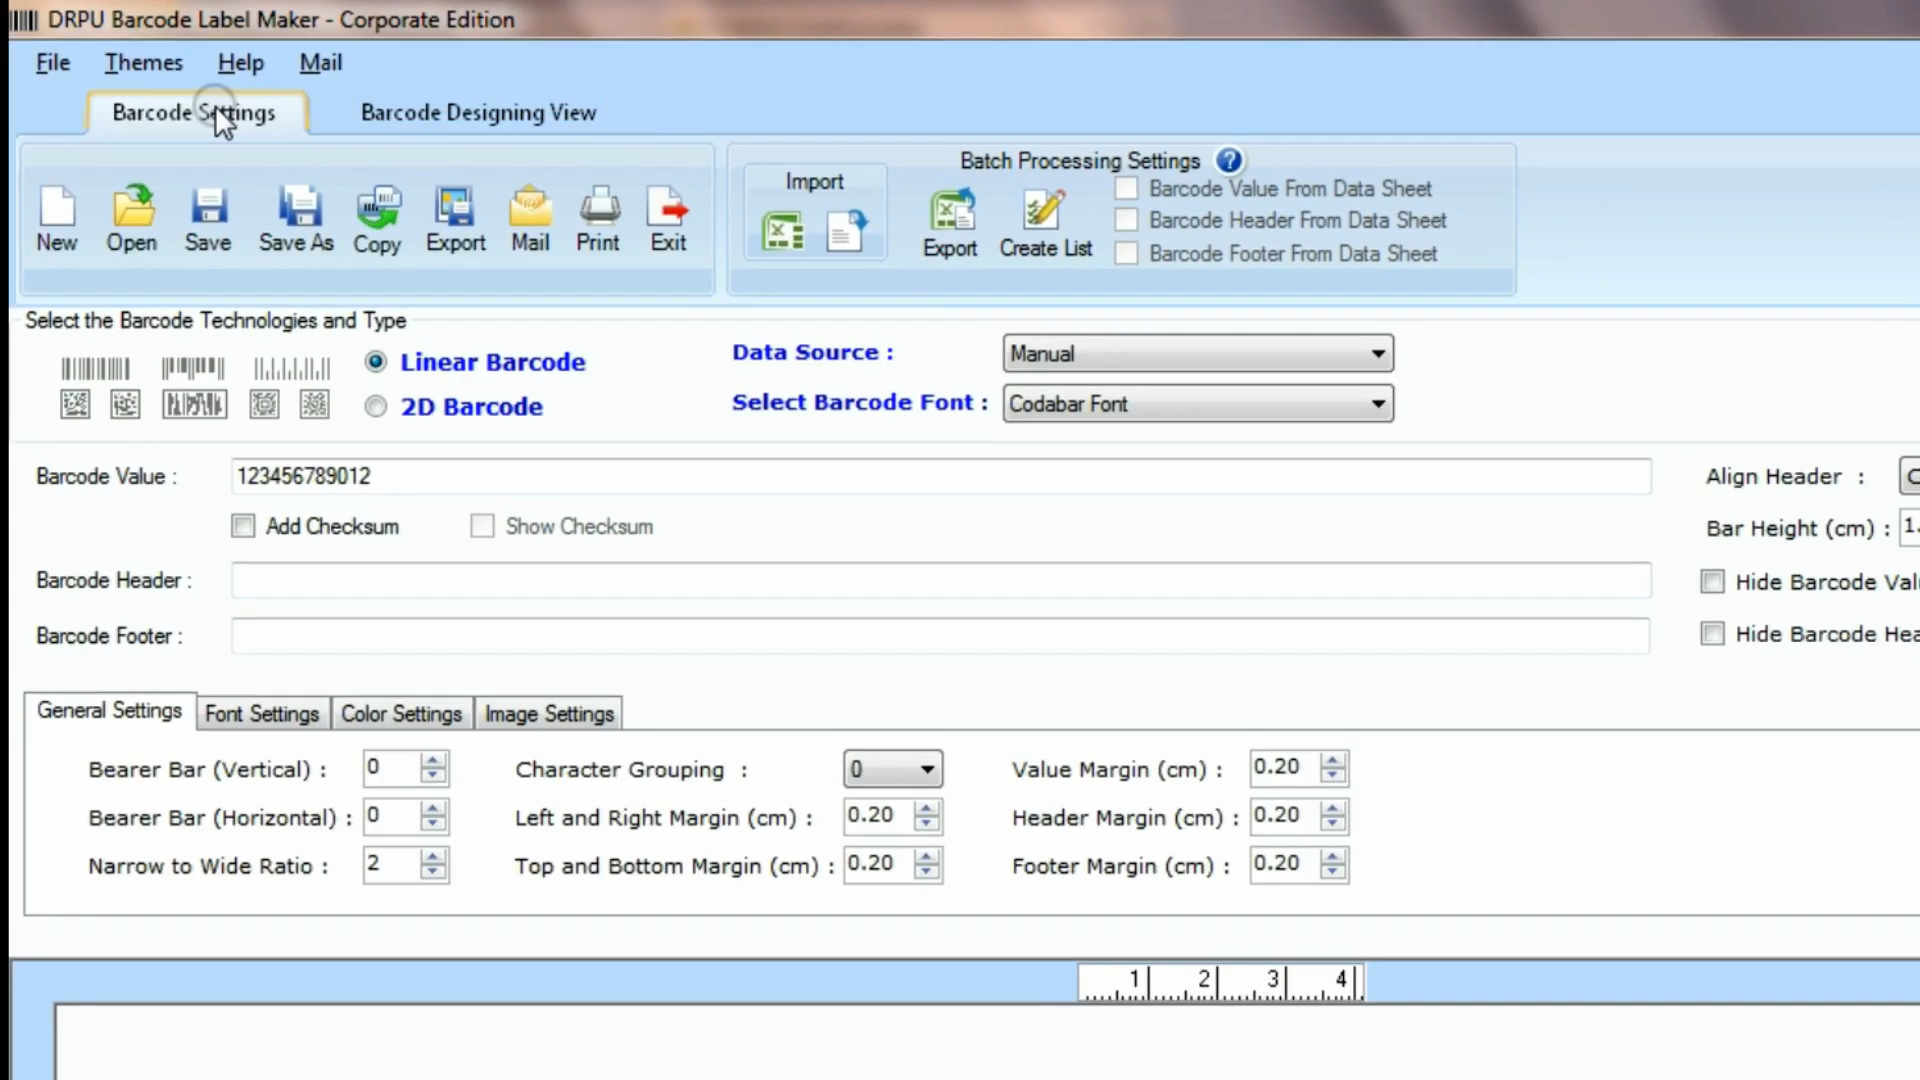 DRPU Barcode Label Maker - Corporate Edition
File Themes Help Mail
Barcode Settings Barcode Designing View
New Open Save Save As Copy Export Mail Print Exit
Import
Batch Processing Settings ?
Export Create List
Barcode Value From Data Sheet
Barcode Header From Data Sheet
Barcode Footer From Data Sheet
Select the Barcode Technologies and Type
Linear Barcode
2D Barcode
Data Source : Manual
Select Barcode Font : Codabar Font
Barcode Value : 123456789012
Add Checksum Show Checksum
Barcode Header :
Barcode Footer :
Align Header :
Bar Height (cm) : 1.
Hide Barcode
Hide Barcode
General Settings Font Settings Color Settings Image Settings
Bearer Bar (Vertical) : 0 Character Grouping : 0 Value Margin (cm) : 0.20
Bearer Bar (Horizontal) : 0 Left and Right Margin (cm) : 0.20 Header Margin (cm) : 0.20
Narrow to Wide Ratio : 2 Top and Bottom Margin (cm) : 0.20 Footer Margin (cm) : 0.20
1 2 3 4